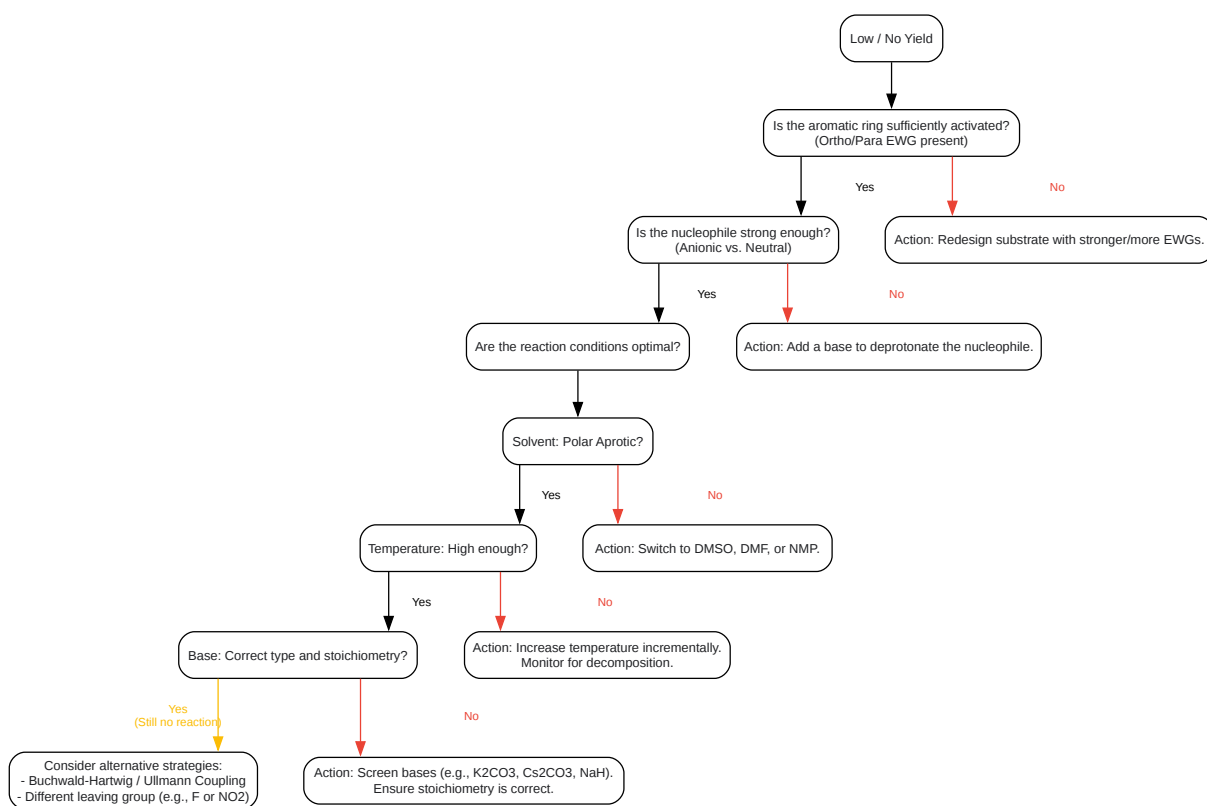 Low / No Yield
Is the aromatic ring sufficiently activated?
(Ortho/Para EWG present)
Yes
No
Is the nucleophile strong enough?
(Anionic vs. Neutral)
Action: Redesign substrate with stronger/more EWGs.
Yes
No
Are the reaction conditions optimal?
Action: Add a base to deprotonate the nucleophile.
Solvent: Polar Aprotic?
Yes
No
Temperature: High enough?
Action: Switch to DMSO, DMF, or NMP.
Yes
No
Base: Correct type and stoichiometry?
Action: Increase temperature incrementally.
Monitor for decomposition.
Yes
(Still no reaction)
No
Consider alternative strategies:
- Buchwald-Hartwig / Ullmann Coupling
- Different leaving group (e.g., F or NO2)
Action: Screen bases (e.g., K2CO3, Cs2CO3, NaH).
Ensure stoichiometry is correct.